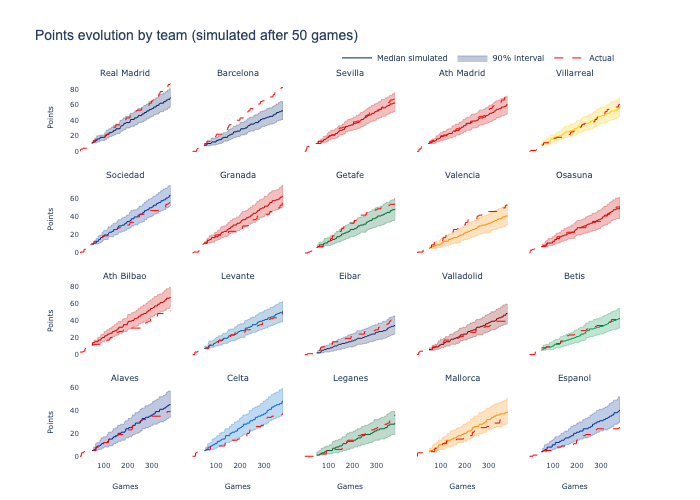 Points evolution by team (simulated after 50 games)
Median simulated 90% interval Actual
Real Madrid Barcelona Sevilla Ath Madrid Villarreal
80
60
40
20
0
Points
Sociedad Granada Getafe Valencia Osasuna
60
40
20
0
Points
Ath Bilbao Levante Eibar Valladolid Betis
80
60
40
20
0
Points
Alaves Celta Leganes Mallorca Espanol
60
40
20
0
Points
100 200 300 100 200 300 100 200 300 100 200 300 100 200 300
Games Games Games Games Games